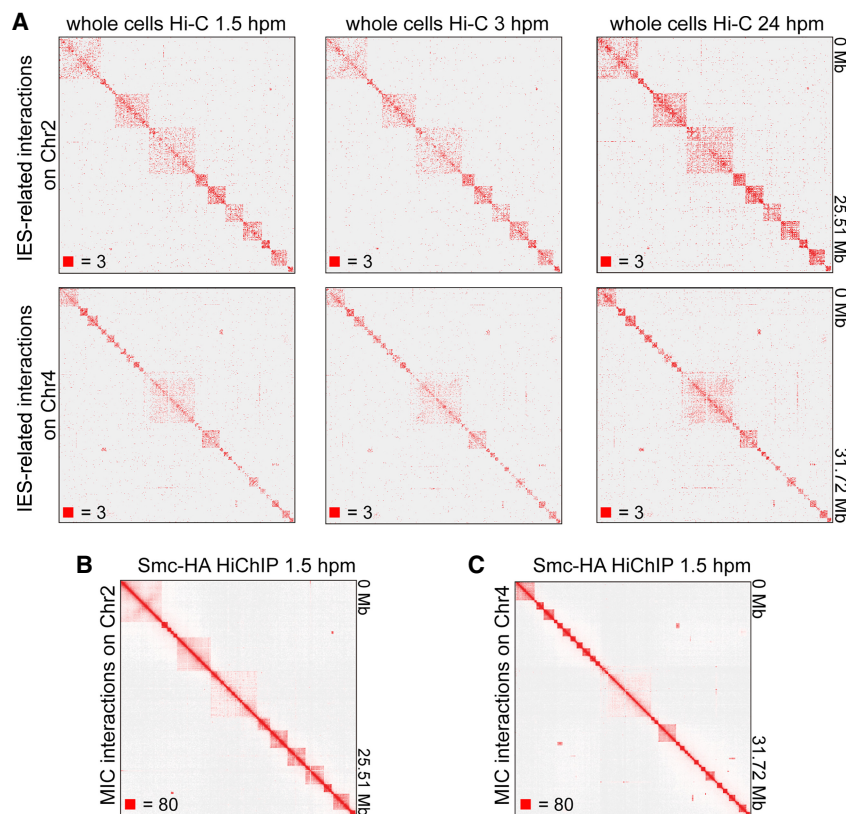 A
whole cells Hi-C 1.5 hpm
whole cells Hi-C 3 hpm
whole cells Hi-C 24 hpm
IES-related interactions
on Chr2
= 3
= 3
= 3
0 Mb
25.51 Mb
IES-related interactions
on Chr4
= 3
= 3
= 3
0 Mb
31.72 Mb
B
Smc-HA HiChIP 1.5 hpm
MIC interactions on Chr2
= 80
0 Mb
25.51 Mb
C
Smc-HA HiChIP 1.5 hpm
MIC interactions on Chr4
= 80
0 Mb
31.72 Mb